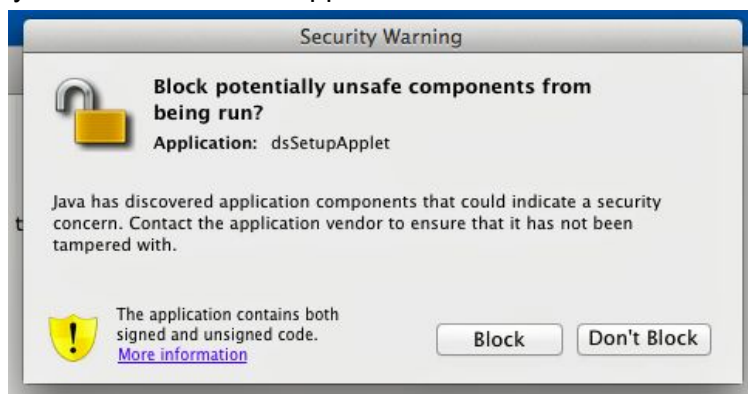 Security Warning
Block potentially unsafe components from
being run?
Application: dsSetupApplet
Java has discovered application components that could indicate a security
concern. Contact the application vendor to ensure that it has not been
tampered with.
t
The application contains both
signed and unsigned code.
More information
Block
Don't Block